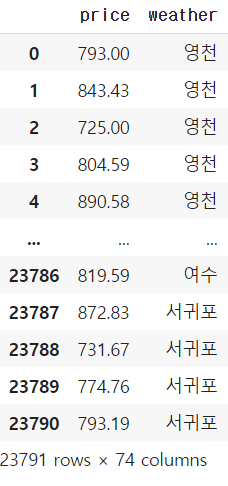 price weather
0 793.00 영천
1 843.43 영천
2 725.00 영천
3 804.59 영천
4 890.58 영천
... ... ...
23786 819.59 여수
23787 872.83 서귀포
23788 731.67 서귀포
23789 774.76 서귀포
23790 793.19 서귀포
23791 rows × 74 columns